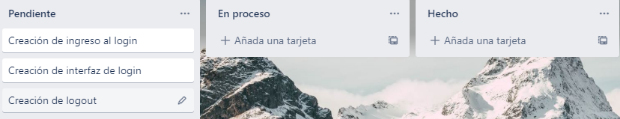 Pendiente
Creación de ingreso al login
Creación de interfaz de login
Creación de logout
En proceso
+ Añada una tarjeta
Hecho
+ Añada una tarjeta